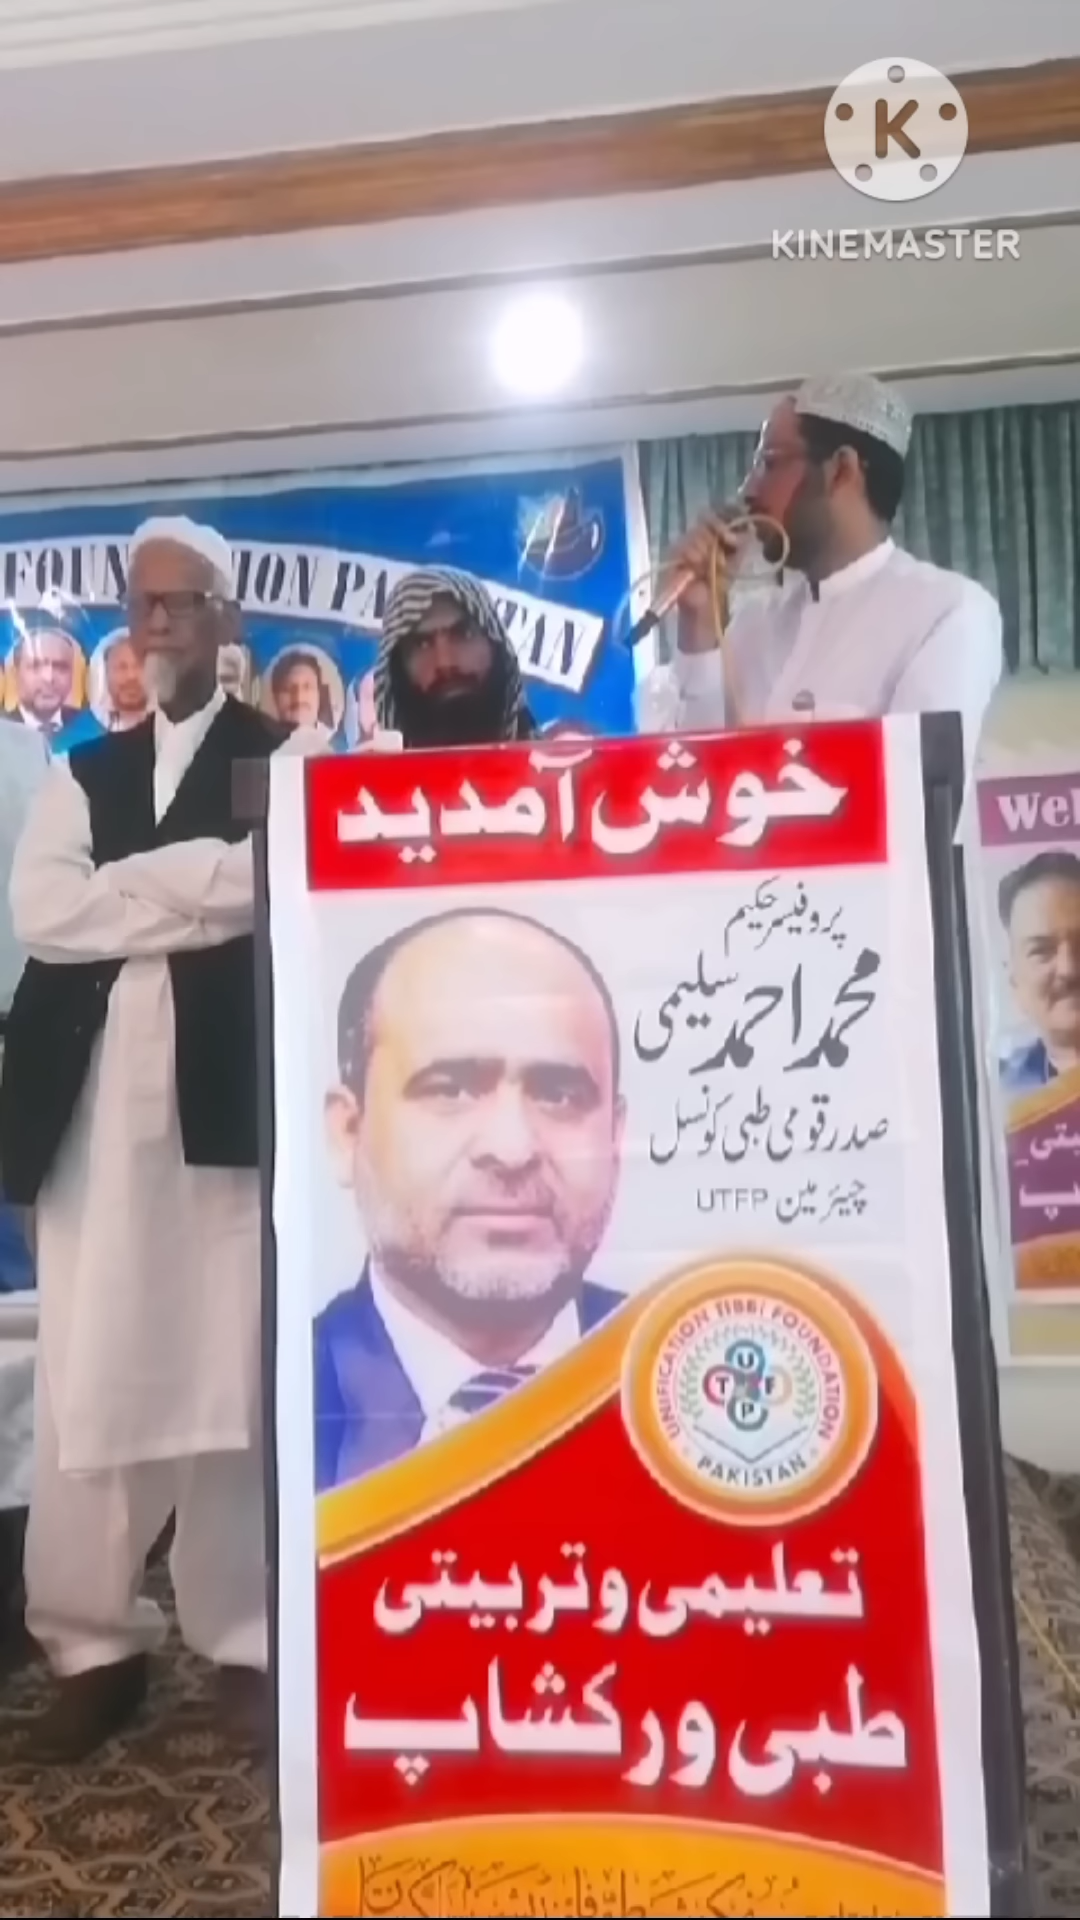 KINEMASTER
FOUNDATION PAKISTAN
خوش آمدید
Wel
پروفیسر حکیم
محمد احمد سلیمی
صدر قومی طبی کونسل
چیئرمین UTFP
UNIFICATION TIBBI FOUNDATION
U
T F
P
PAKISTAN
تعلیمی و تربیتی
طبی ورکشاپ